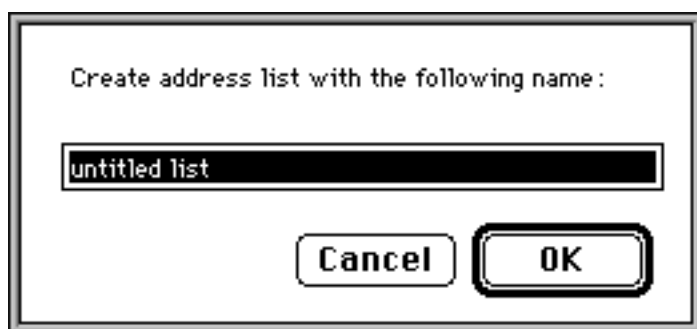 Create address list with the following name:
untitled list
Cancel OK